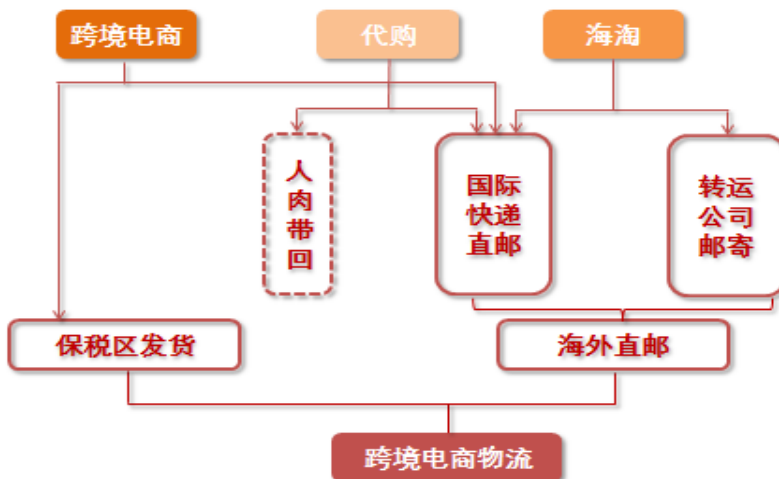 跨境电商
代购
海淘
人
肉
带
回
国际
快递
直邮
转运
公司
邮寄
保税区发货
海外直邮
跨境电商物流